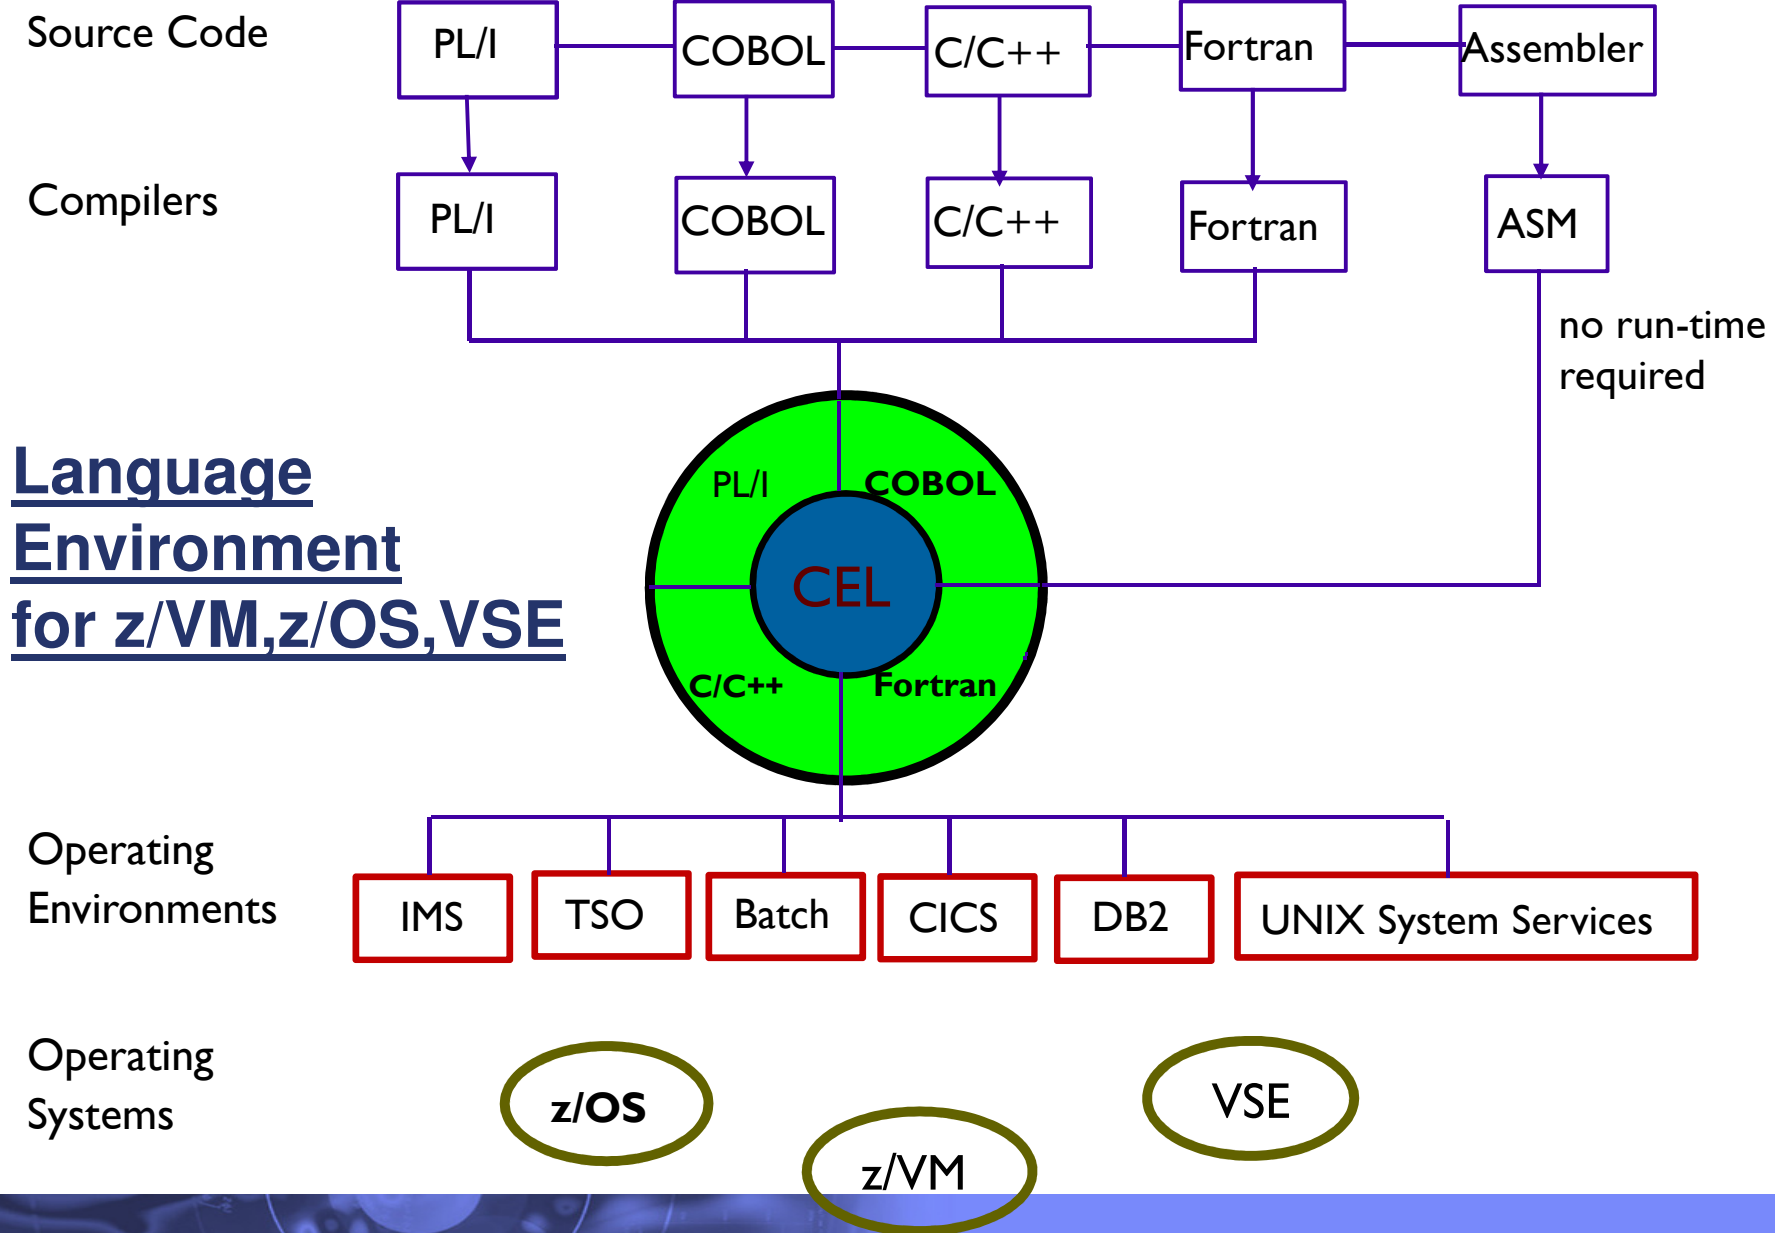 Source Code
PL/I
COBOL
C/C++
Fortran
Assembler
Compilers
PL/I
COBOL
C/C++
Fortran
ASM
no run-time
required
Language
Environment
for z/VM,z/OS,VSE
PL/I
COBOL
CEL
C/C++
Fortran
Operating
Environments
IMS
TSO
Batch
CICS
DB2
UNIX System Services
Operating
Systems
z/OS
z/VM
VSE